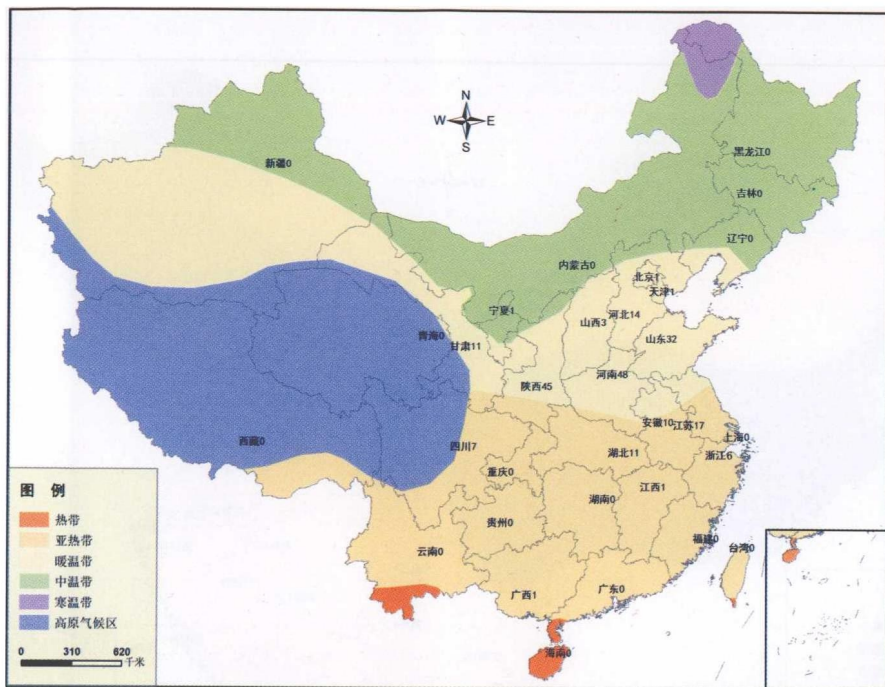 N
W E
S
新疆0
黑龙江0
吉林0
辽宁0
内蒙古0
北京1
天津1
宁夏1
山西3
河北14
青海0
甘肃11
山东32
陕西45
河南48
西藏0
四川7
安徽10
江苏17
上海0
湖北11
浙江6
重庆0
江西1
湖南0
贵州0
福建0
台湾0
云南0
广西1
广东0
海南0
图 例
热带
亚热带
暖温带
中温带
寒温带
高原气候区
0 310 620
千米